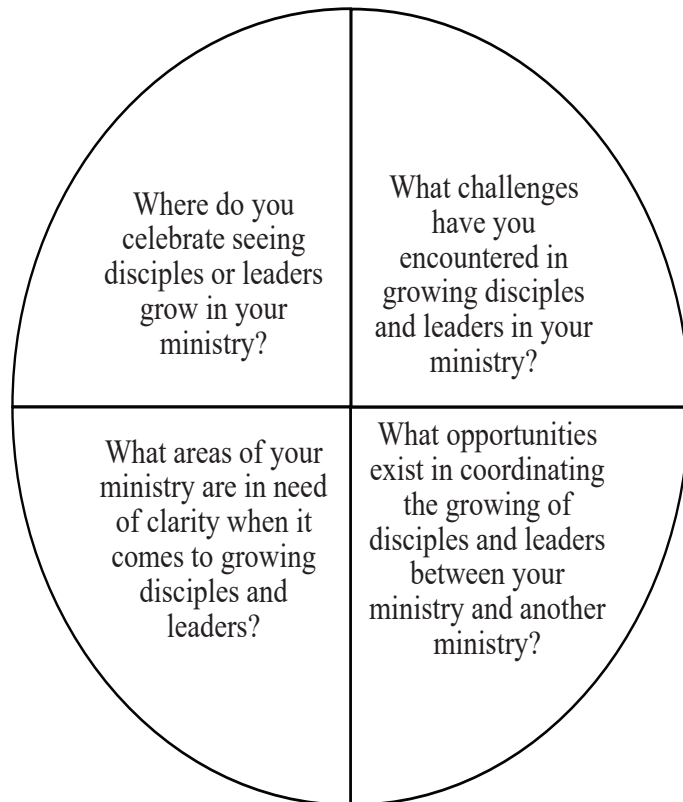 Where do you
celebrate seeing
disciples or leaders
grow in your
ministry?
What challenges
have you
encountered in
growing disciples
and leaders in your
ministry?
What areas of your
ministry are in need
of clarity when it
comes to growing
disciples and
leaders?
What opportunities
exist in coordinating
the growing of
disciples and leaders
between your
ministry and another
ministry?